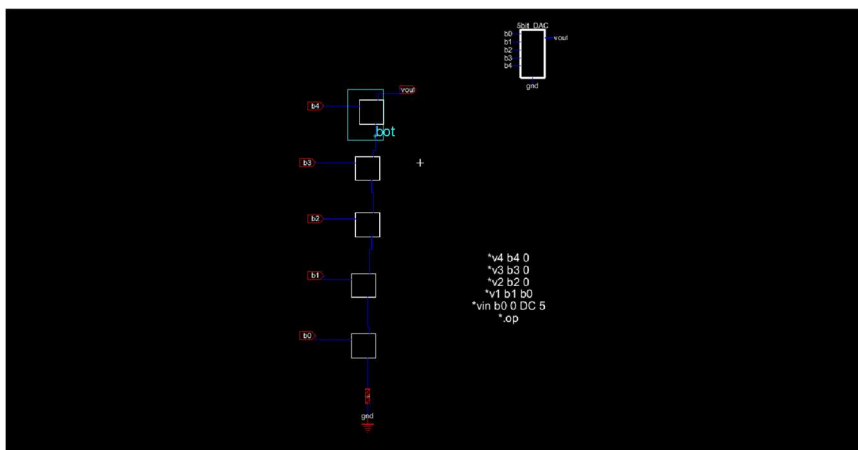 5bit_DAC
b0
b1
b2
b3
b4
vout
gnd
b4
vout
bot
b3
b2
b1
b0
gnd
*v4 b4 0
*v3 b3 0
*v2 b2 0
*v1 b1 b0
*vin b0 0 DC 5
*.op